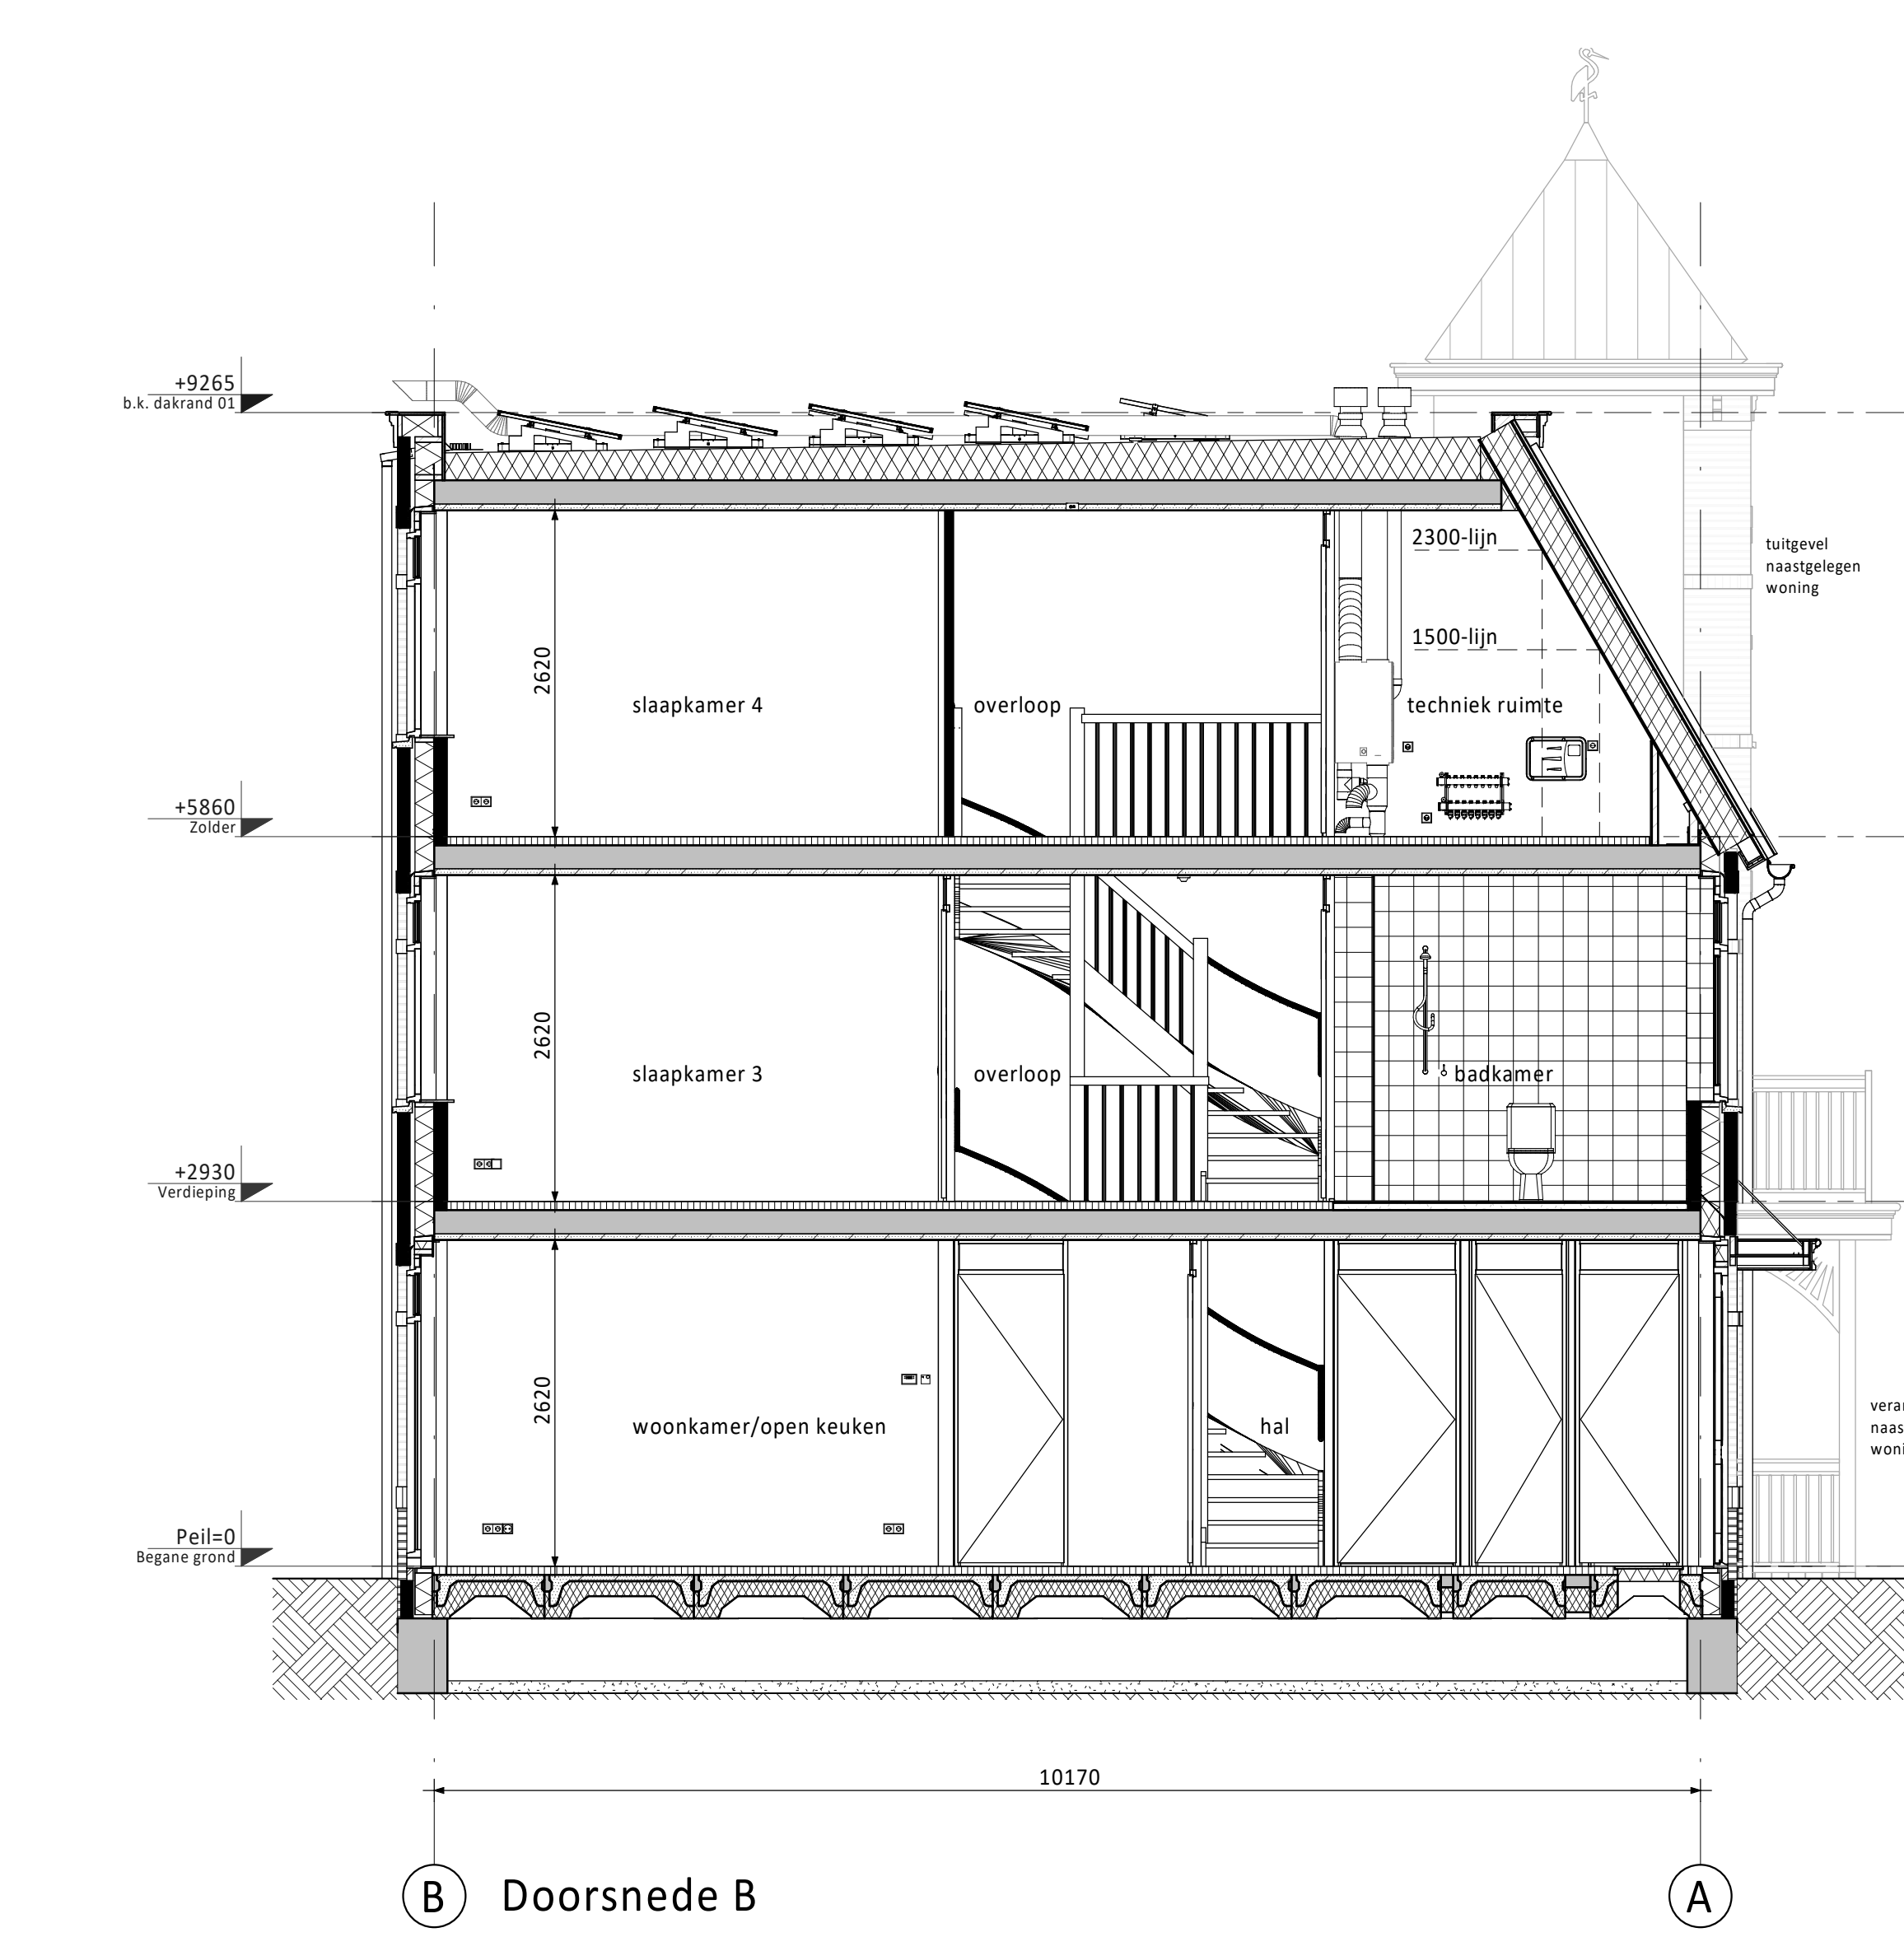 +9265
b.k. dakrand 01
2300-lijn
tuitgevel
naastgelegen
woning
1500-lijn
2620
slaapkamer 4
overloop
techniek ruimte
+5860
Zolder
2620
slaapkamer 3
overloop
badkamer
+2930
Verdieping
2620
woonkamer/open keuken
hal
Peil=0
Begane grond
10170
B
Doorsnede B
A